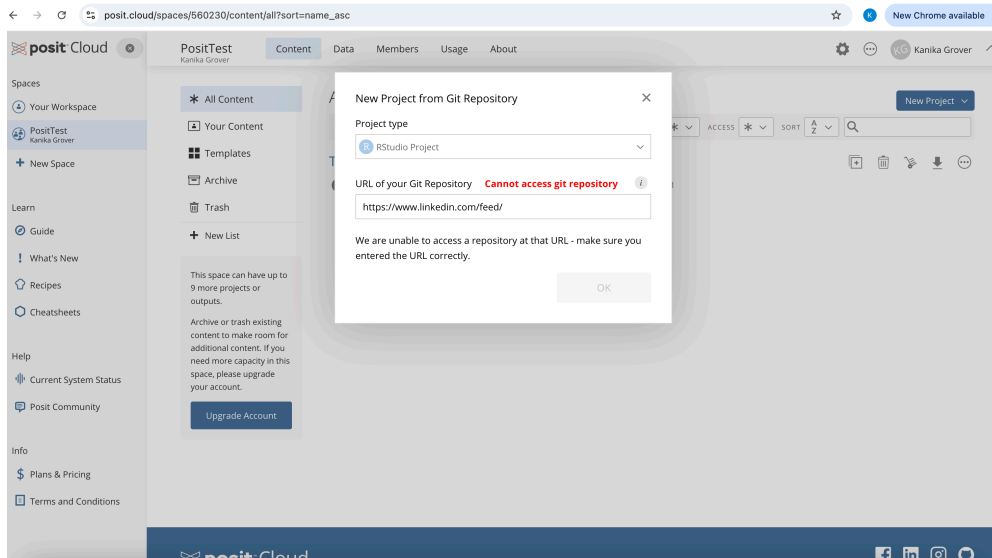 posit.cloud/spaces/560230/content/all?sort=name_asc
K
New Chrome available
posit Cloud
PositTest
Kanika Grover
Content
Data
Members
Usage
About
KG
Kanika Grover
Spaces
Your Workspace
PositTest
Kanika Grover
New Space
Learn
Guide
What's New
Recipes
Cheatsheets
Help
Current System Status
Posit Community
Info
Plans & Pricing
Terms and Conditions
All Content
Your Content
Templates
Archive
Trash
New List
This space can have up to
9 more projects or
outputs.
Archive or trash existing
content to make room for
additional content. If you
need more capacity in this
space, please upgrade
your account.
Upgrade Account
New Project
ACCESS
SORT
A
Z
New Project from Git Repository
Project type
R RStudio Project
URL of your Git Repository Cannot access git repository i
https://www.linkedin.com/feed/
We are unable to access a repository at that URL - make sure you
entered the URL correctly.
OK
posit Cloud